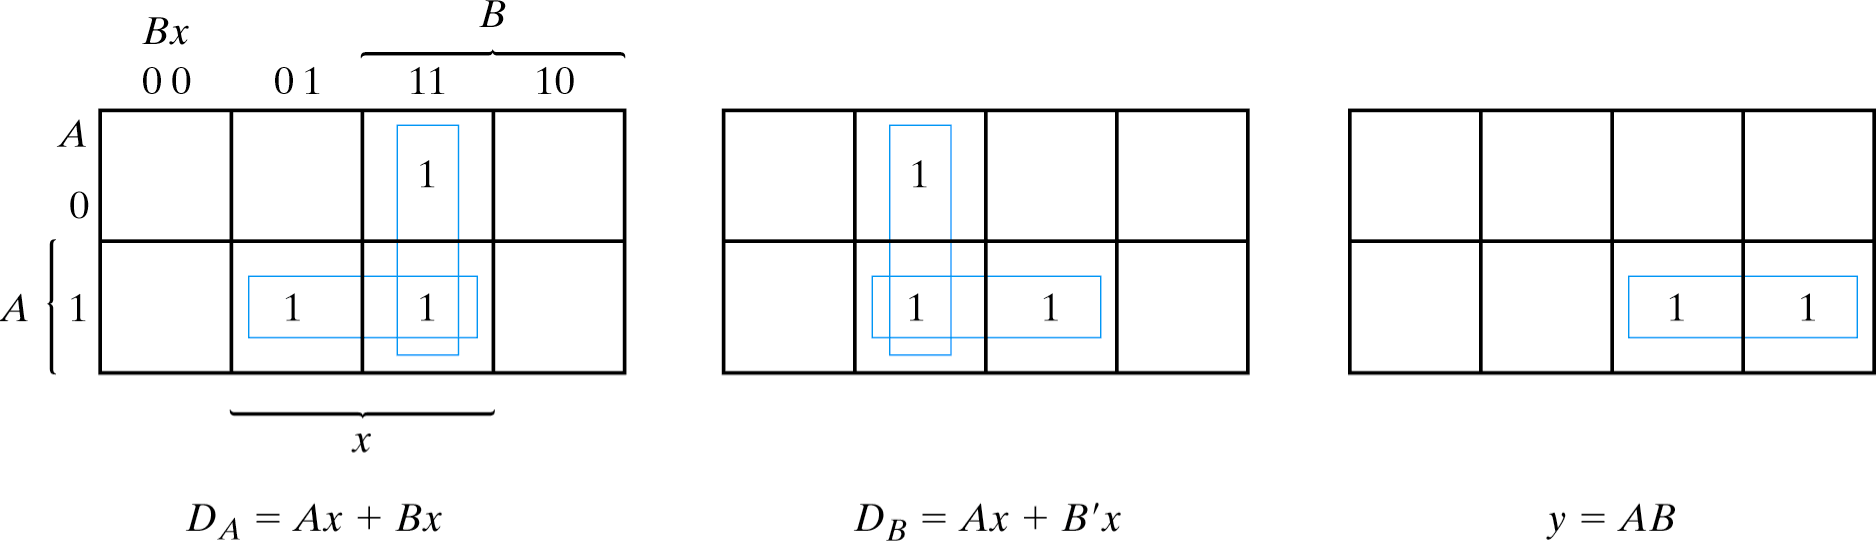 B
Bx
0 0 0 1 11 10
A
0 1 1
A 1 1 1 1 1 1 1
x
D_A = Ax + Bx D_B = Ax + B′x y = AB